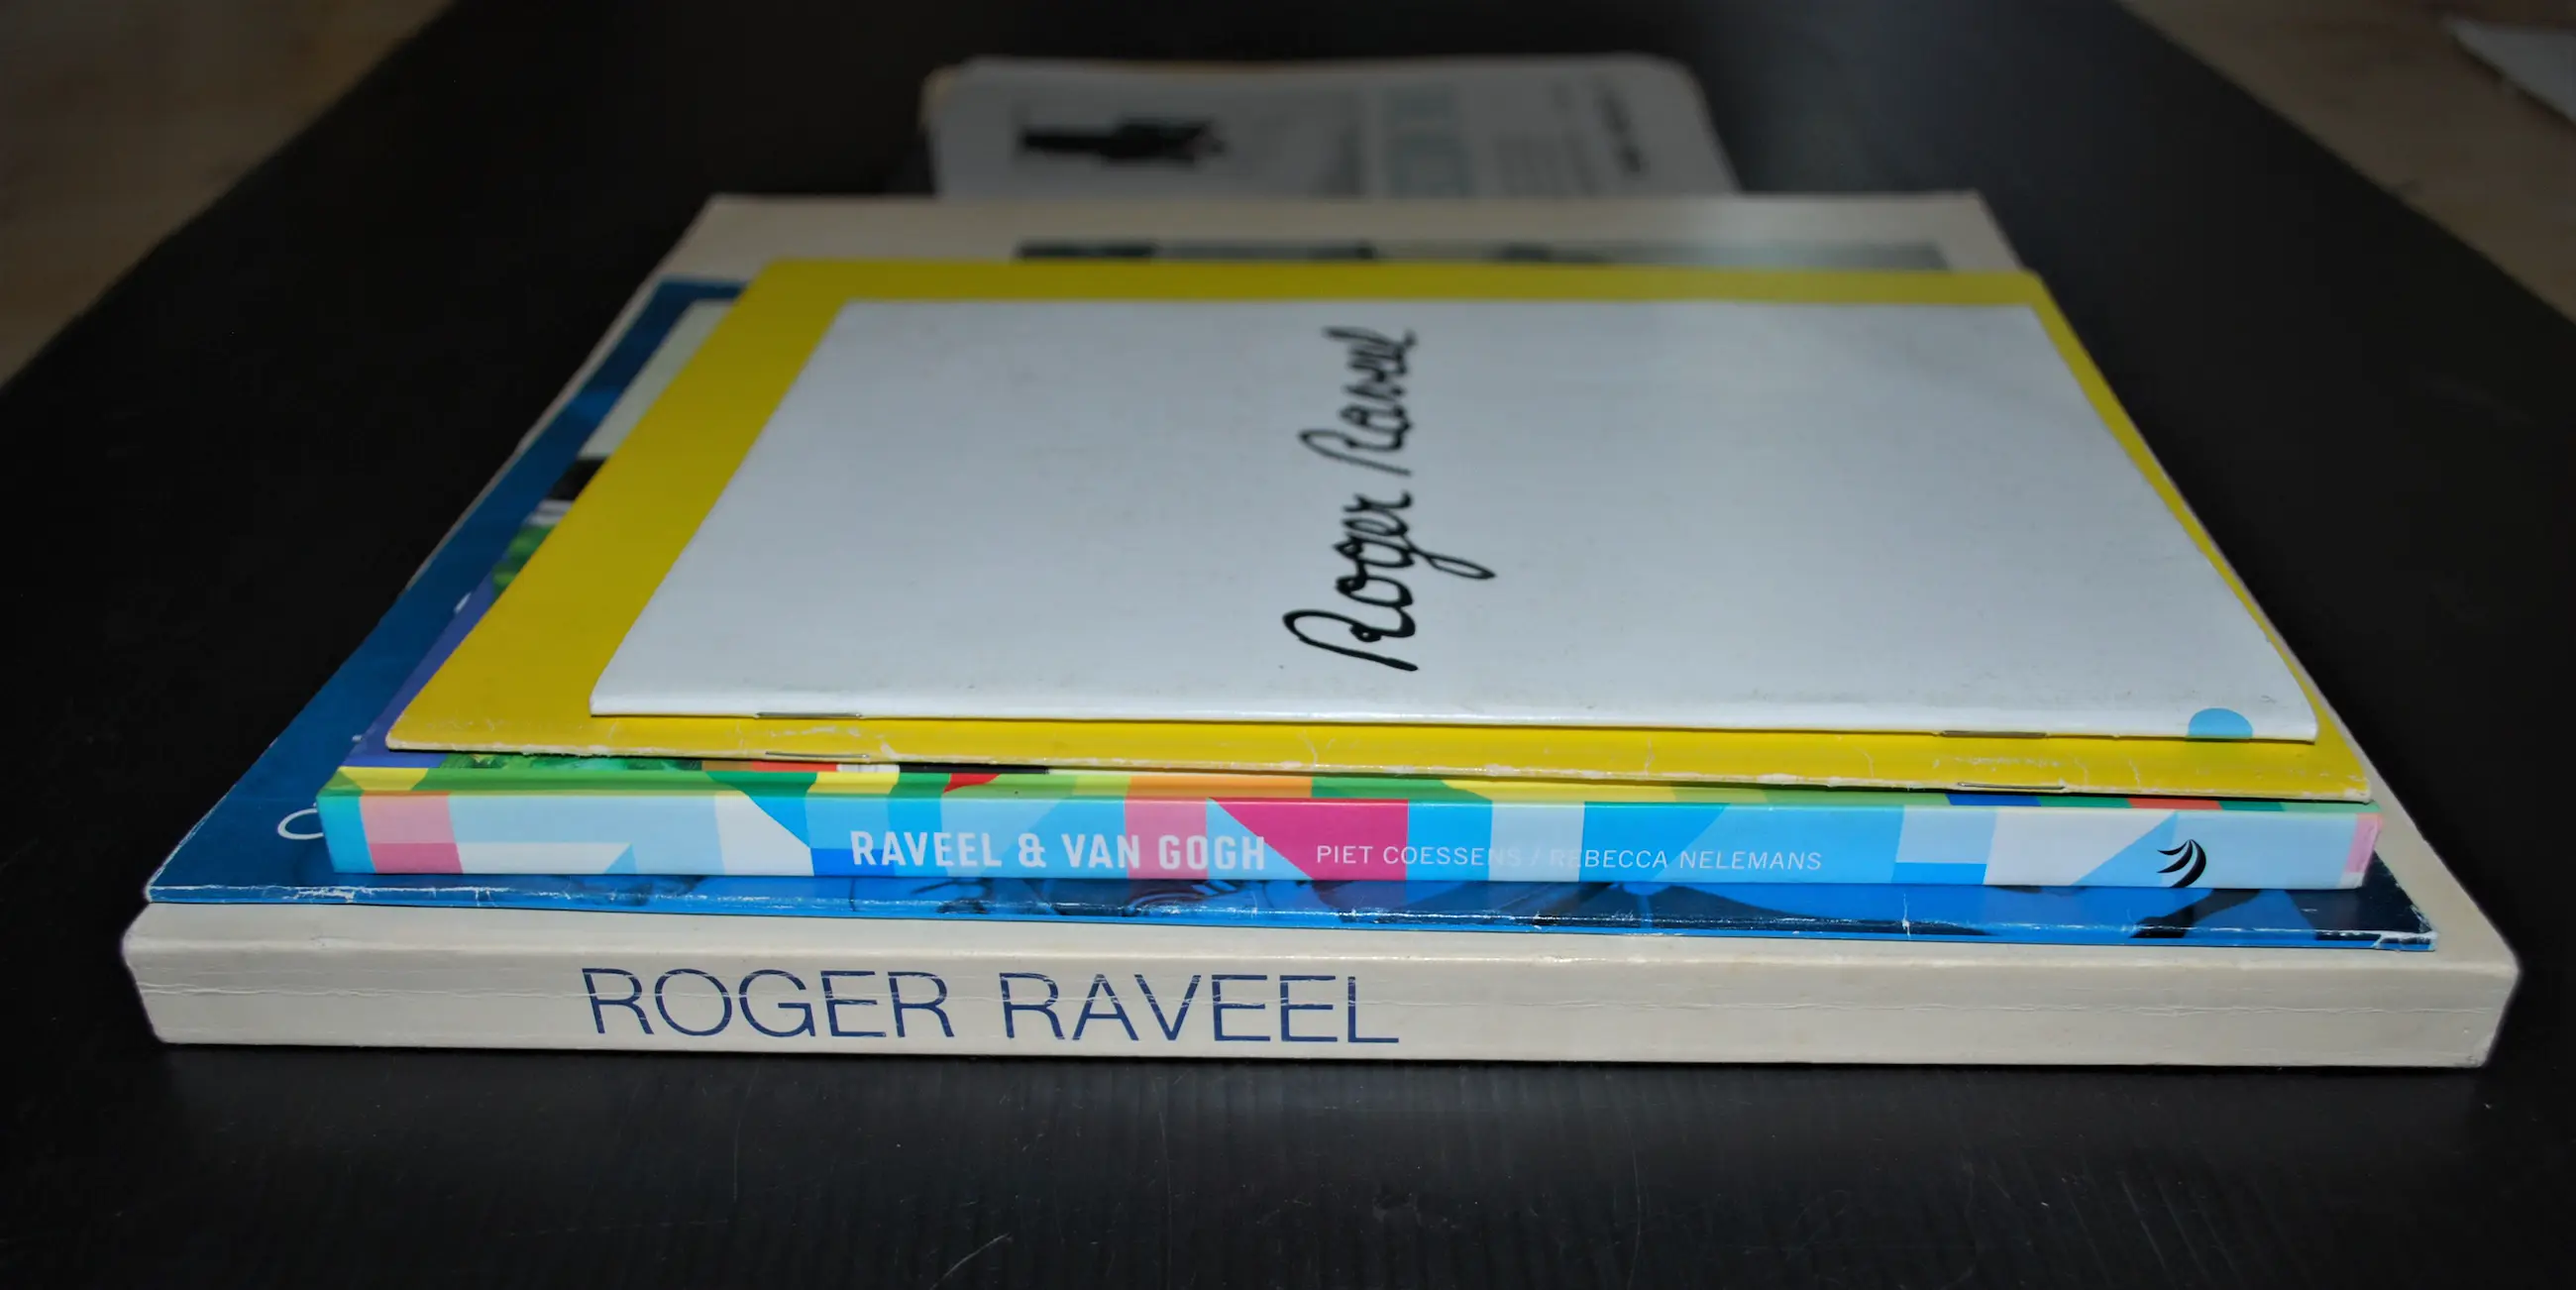 Roger Raveel
RAVEEL & VAN GOGH PIET COESSENS / REBECCA NELEMANS
ROGER RAVEEL